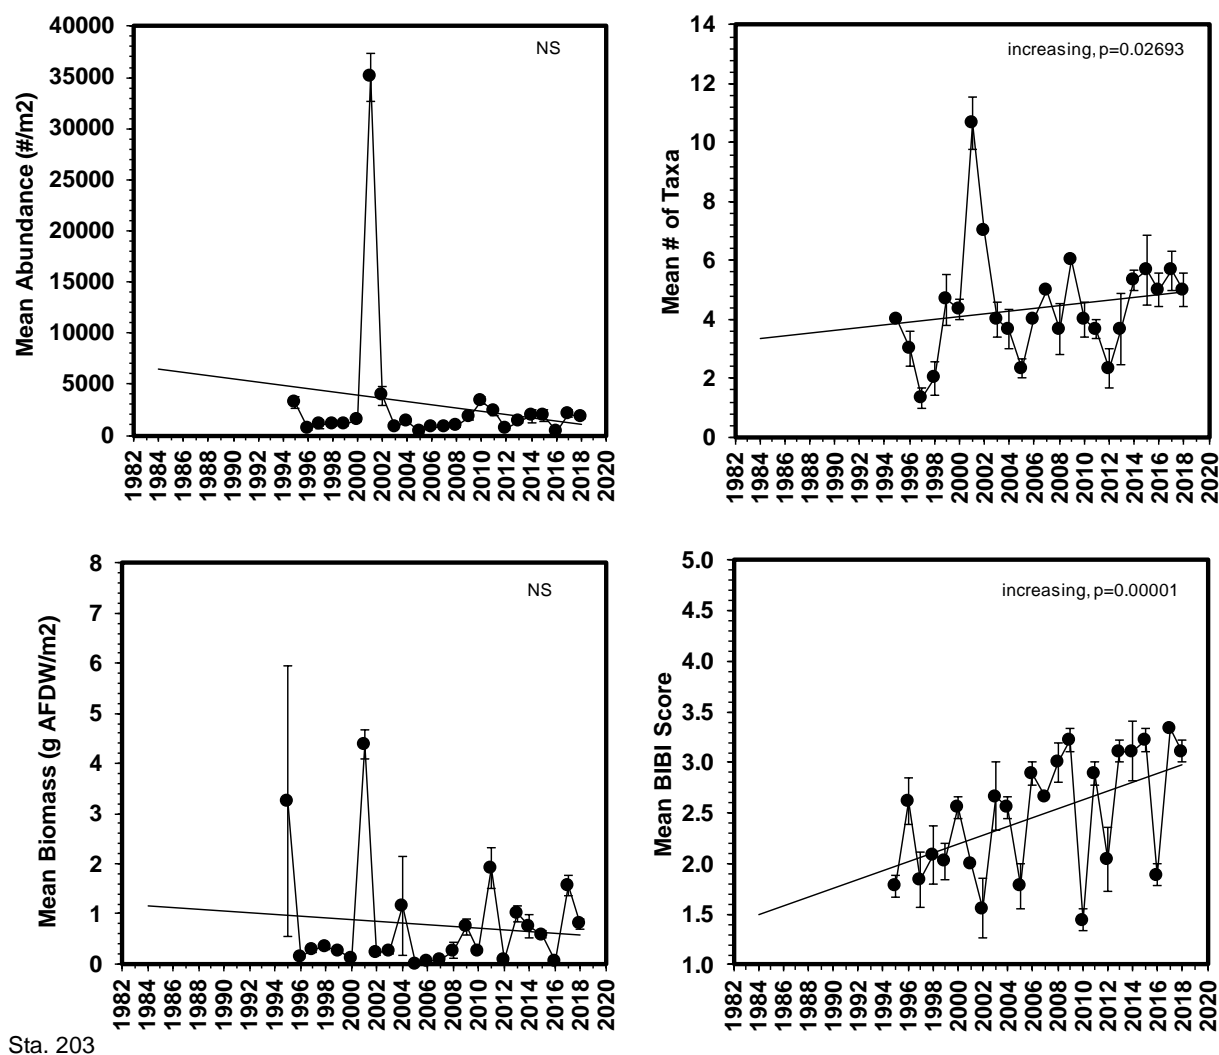 40000
35000
30000
25000
20000
15000
10000
5000
0
Mean Abundance (#/m2)
NS
1982 1984 1986 1988 1990 1992 1994 1996 1998 2000 2002 2004 2006 2008 2010 2012 2014 2016 2018 2020
14
12
10
8
6
4
2
0
Mean # of Taxa
increasing, p=0.02693
1982 1984 1986 1988 1990 1992 1994 1996 1998 2000 2002 2004 2006 2008 2010 2012 2014 2016 2018 2020
8
7
6
5
4
3
2
1
0
Mean Biomass (g AFDW/m2)
NS
1982 1984 1986 1988 1990 1992 1994 1996 1998 2000 2002 2004 2006 2008 2010 2012 2014 2016 2018 2020
5.0
4.5
4.0
3.5
3.0
2.5
2.0
1.5
1.0
Mean BIBI Score
increasing, p=0.00001
1982 1984 1986 1988 1990 1992 1994 1996 1998 2000 2002 2004 2006 2008 2010 2012 2014 2016 2018 2020
Sta. 203